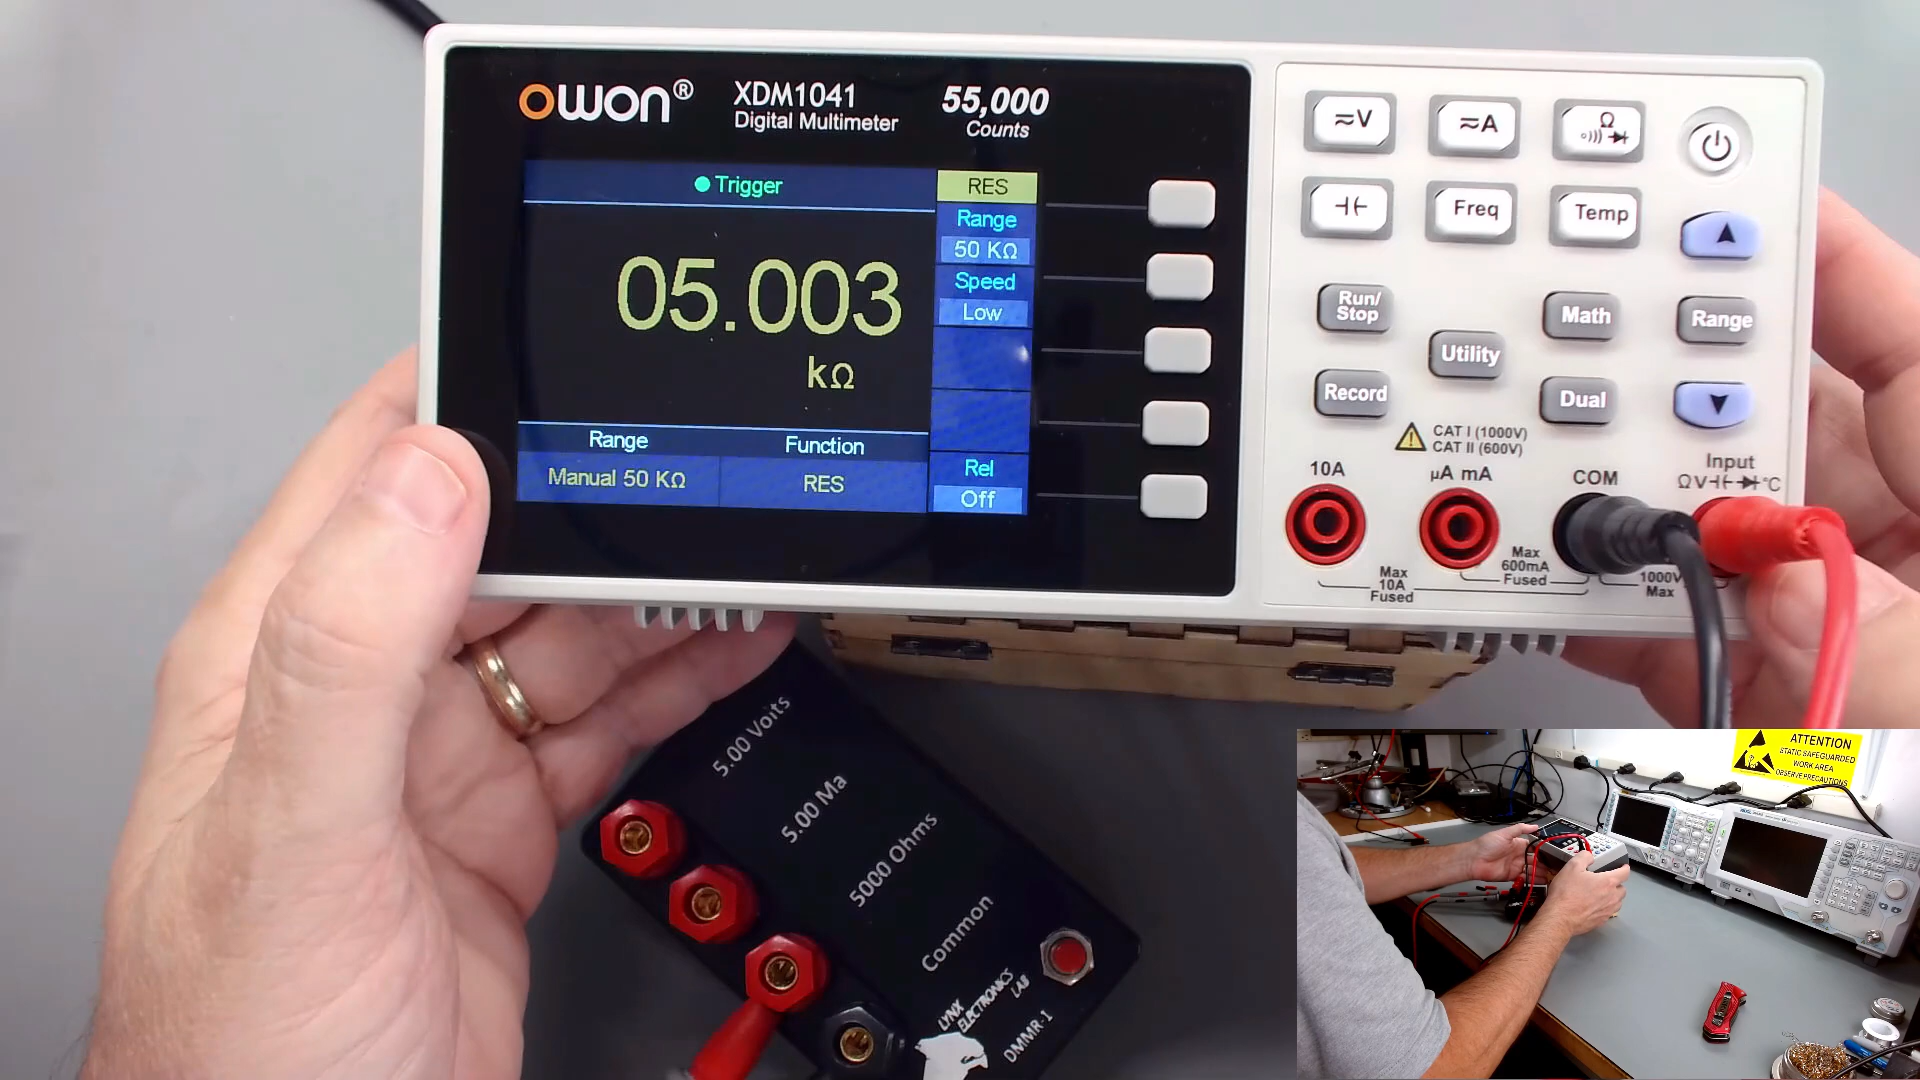 OWON®
XDM1041
Digital Multimeter
55,000
Counts
Trigger
05.003
kΩ
Range
Function
Manual 50 KΩ
RES
RES
Range
50 KΩ
Speed
Low
Rel
Off
≂V
≂A
Ω
Freq
Temp
Run/
Stop
Math
Range
Utility
Record
Dual
CAT I (1000V)
CAT II (600V)
10A
µA mA
COM
Input
ΩV⊣⊢ °C
Max
10A
Fused
Max
600mA
Fused
1000V
Max
5.00 Volts
5.00 Ma
5000 Ohms
Common
LYNX
ELECTRONICS
LAB
DMMR-1
ATTENTION
STATIC SAFEGUARDED
WORK AREA
OBSERVE PRECAUTIONS